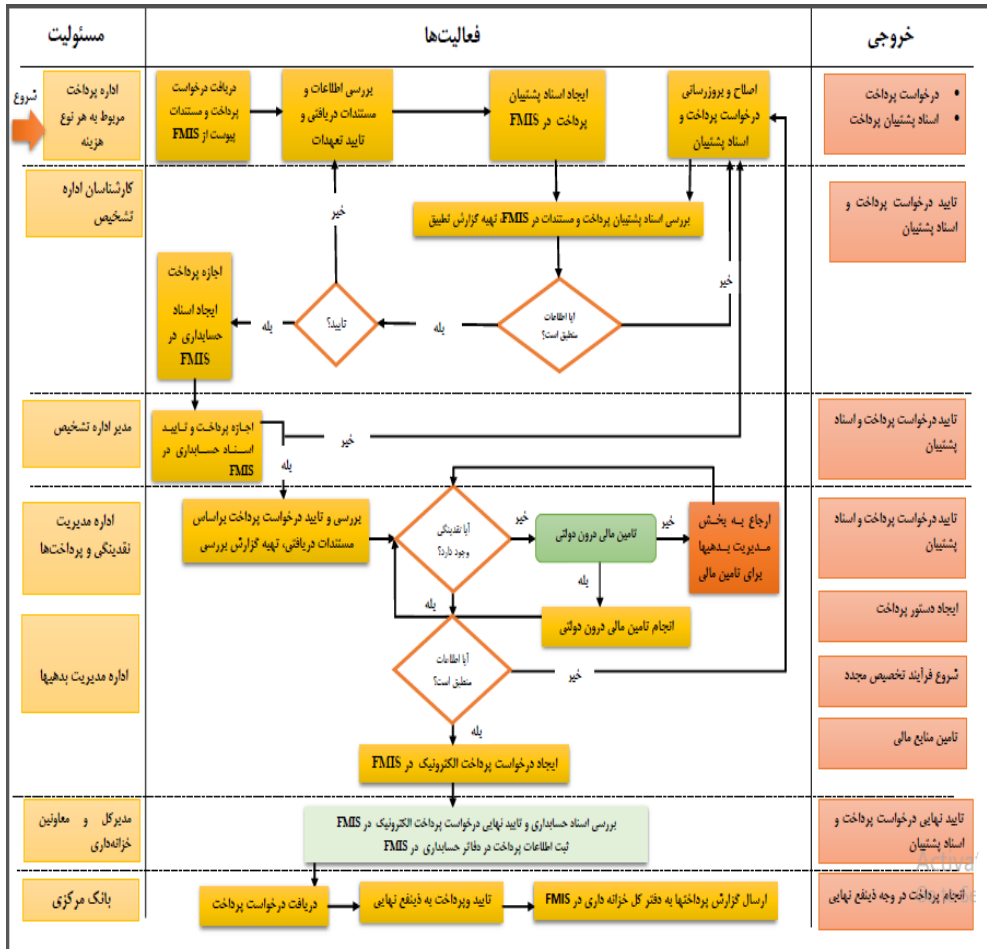 مسئولیت
فعالیت‌ها
خروجی
شروع
اداره پرداخت
مربوط به هر نوع
هزینه
دریافت درخواست
پرداخت و مستندات
پیوست از FMIS
بررسی اطلاعات و
مستندات دریافتی و
تایید تعهدات
ایجاد اسناد پشتیبان
پرداخت در FMIS
اصلاح و بروزرسانی
درخواست پرداخت و
اسناد پشتیبان
درخواست پرداخت
اسناد پشتیبان پرداخت
کارشناسان اداره
تشخیص
خیر
بررسی اسناد پشتیبان پرداخت و مستندات در FMIS، تهیه گزارش تطبیق
تایید درخواست پرداخت و
اسناد پشتیبان
اجازه پرداخت
ایجاد اسناد
حسابداری در
FMIS
بله
تایید؟
بله
آیا اطلاعات
منطبق است؟
خیر
مدیر اداره تشخیص
اجازه پرداخت و تایید
اسناد حسابداری در
FMIS
خیر
بله
تایید درخواست پرداخت و اسناد
پشتیبان
اداره مدیریت
نقدینگی و پرداخت‌ها
بررسی و تایید درخواست پرداخت براساس
مستندات دریافتی، تهیه گزارش بررسی
آیا نقدینگی
وجود دارد؟
خیر
تامین مالی درون دولتی
خیر
ارجاع به بخش
مدیریت بدهیها
برای تامین مالی
تایید درخواست پرداخت و اسناد
پشتیبان
بله
بله
انجام تامین مالی درون دولتی
ایجاد دستور پرداخت
اداره مدیریت بدهیها
آیا اطلاعات
منطبق است؟
خیر
شروع فرآیند تخصیص مجدد
بله
تامین منابع مالی
ایجاد درخواست پرداخت الکترونیک در FMIS
مدیرکل و معاونین
خزانه‌داری
بررسی اسناد حسابداری و تایید نهایی درخواست پرداخت الکترونیک در FMIS
ثبت اطلاعات پرداخت در دفاتر حسابداری در FMIS
تایید نهایی درخواست پرداخت و
اسناد پشتیبان
بانک مرکزی
دریافت درخواست پرداخت
تایید وپرداخت به ذینفع نهایی
ارسال گزارش پرداختها به دفتر کل خزانه داری در FMIS
انجام پرداخت در وجه ذینفع نهایی